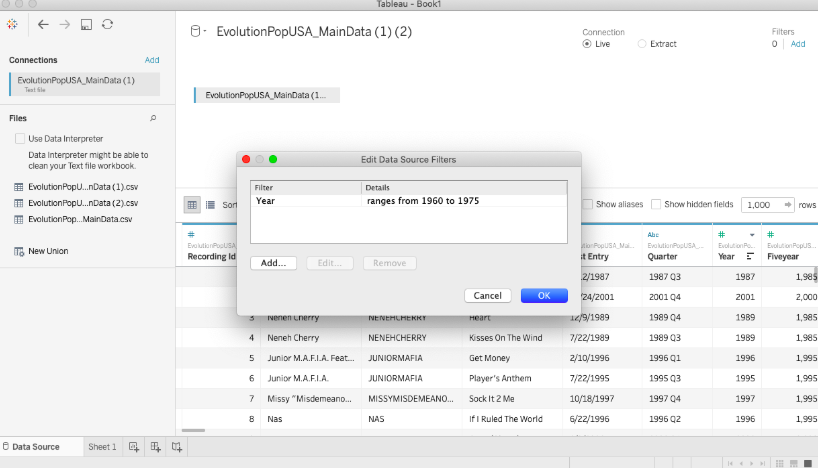 Tableau - Book1
EvolutionPopUSA_MainData (1) (2)
Connection
Live
Extract
Filters
0
Add
Connections
Add
EvolutionPopUSA_MainData (1)
Text file
EvolutionPopUSA_MainData (1...
Files
Use Data Interpreter
Data Interpreter might be able to
clean your Text file workbook.
EvolutionPopU...nData (1).csv
EvolutionPopU...nData (2).csv
EvolutionPop...MainData.csv
New Union
Edit Data Source Filters
Filter Details
Year ranges from 1960 to 1975
Add... Edit... Remove
Cancel OK
Sort
Show aliases
Show hidden fields
1,000
rows
# Abc # #
EvolutionPopUSA EvolutionPopUSA_... EvolutionPo... EvolutionPopUS...
Recording Id Entry Quarter Year Fiveyear
2/1987 1987 Q3 1987 1,985
/24/2001 2001 Q4 2001 2,000
3 Neneh Cherry NENEHCHERRY Heart 12/9/1989 1989 Q4 1989 1,985
4 Neneh Cherry NENEHCHERRY Kisses On The Wind 7/22/1989 1989 Q3 1989 1,985
5 Junior M.A.F.I.A. Feat... JUNIORMAFIA Get Money 2/10/1996 1996 Q1 1996 1,995
6 Junior M.A.F.I.A. JUNIORMAFIA Player's Anthem 7/22/1995 1995 Q3 1995 1,995
7 Missy "Misdemeano... MISSYMISDEMEANO... Sock It 2 Me 10/18/1997 1997 Q4 1997 1,995
8 Nas NAS If I Ruled The World 6/22/1996 1996 Q2 1996 1,995
Data Source
Sheet 1